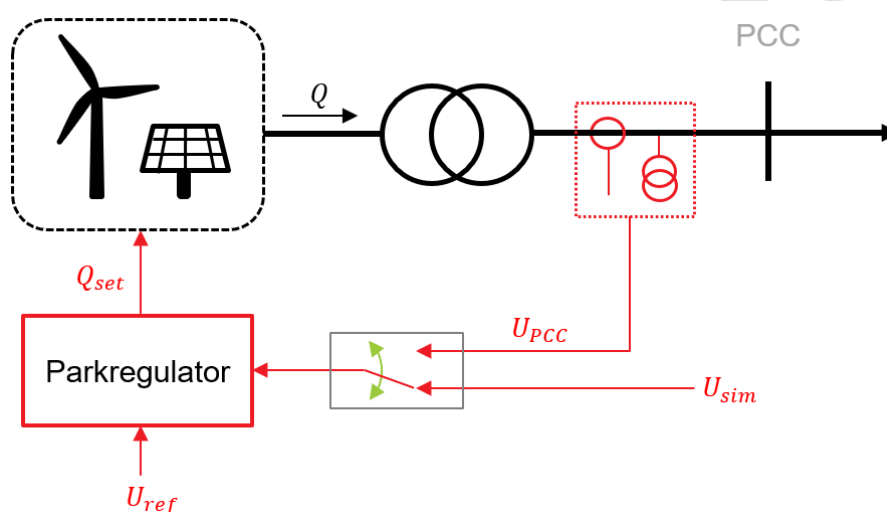 PCC
Q
Q_set
U_PCC
Parkregulator
U_sim
U_ref